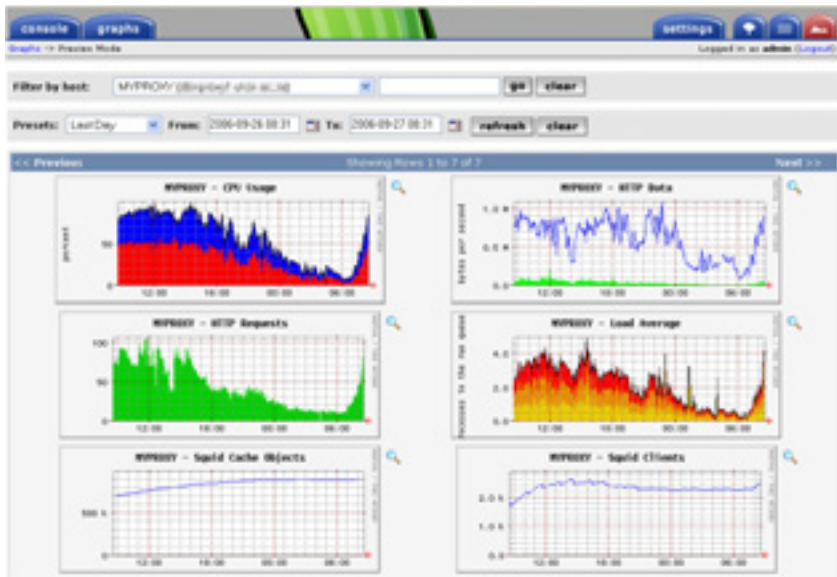 console graphs settings
Graphs -> Preview Mode Logged in as admin (Logout)
Filter by host: MYPROXY go clear
Presets: Last Day From: 2006-09-26 08:31 To: 2006-09-27 08:31 refresh clear
<< Previous Showing Rows 1 to 7 of 7 Next >>
MYPROXY - CPU Usage
percent
50
0
12:00 18:00 00:00 06:00
MYPROXY - HTTP Data
bytes per second
1.0 M
0.5 M
0.0
12:00 18:00 00:00 06:00
MYPROXY - HTTP Requests
100
50
0
12:00 18:00 00:00 06:00
MYPROXY - Load Average
processes in the run queue
4.0
2.0
0.0
12:00 18:00 00:00 06:00
MYPROXY - Squid Cache Objects
500 k
0
12:00 18:00 00:00 06:00
MYPROXY - Squid Clients
2.0 k
1.0 k
0.0
12:00 18:00 00:00 06:00